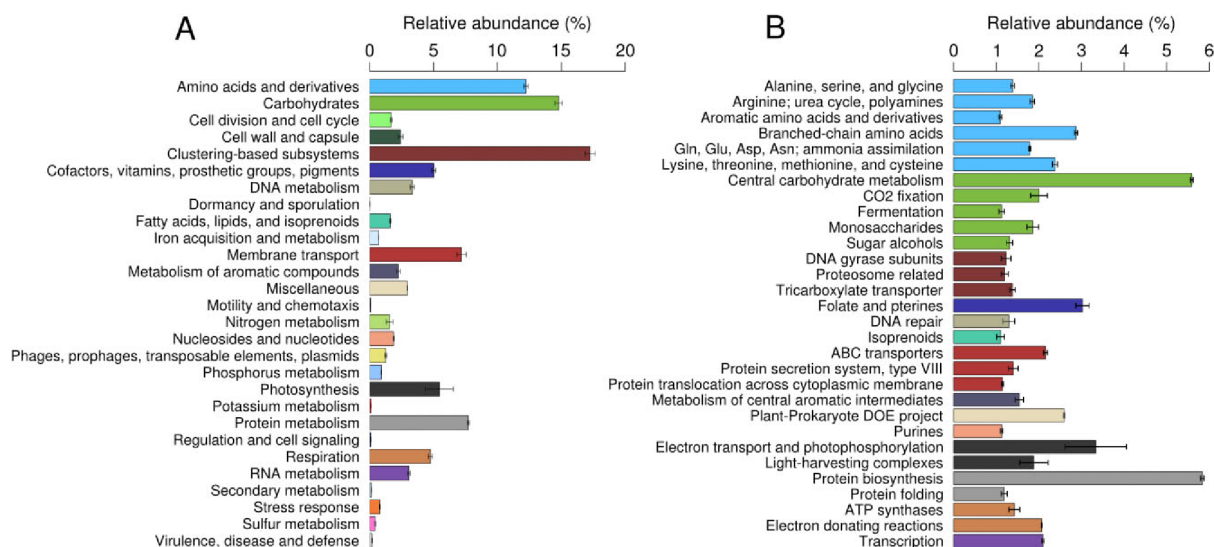 A
Relative abundance (%)
0 5 10 15 20
Amino acids and derivatives
Carbohydrates
Cell division and cell cycle
Cell wall and capsule
Clustering-based subsystems
Cofactors, vitamins, prosthetic groups, pigments
DNA metabolism
Dormancy and sporulation
Fatty acids, lipids, and isoprenoids
Iron acquisition and metabolism
Membrane transport
Metabolism of aromatic compounds
Miscellaneous
Motility and chemotaxis
Nitrogen metabolism
Nucleosides and nucleotides
Phages, prophages, transposable elements, plasmids
Phosphorus metabolism
Photosynthesis
Potassium metabolism
Protein metabolism
Regulation and cell signaling
Respiration
RNA metabolism
Secondary metabolism
Stress response
Sulfur metabolism
Virulence, disease and defense
B
Relative abundance (%)
0 1 2 3 4 5 6
Alanine, serine, and glycine
Arginine; urea cycle, polyamines
Aromatic amino acids and derivatives
Branched-chain amino acids
Gln, Glu, Asp, Asn; ammonia assimilation
Lysine, threonine, methionine, and cysteine
Central carbohydrate metabolism
CO2 fixation
Fermentation
Monosaccharides
Sugar alcohols
DNA gyrase subunits
Proteosome related
Tricarboxylate transporter
Folate and pterines
DNA repair
Isoprenoids
ABC transporters
Protein secretion system, type VIII
Protein translocation across cytoplasmic membrane
Metabolism of central aromatic intermediates
Plant-Prokaryote DOE project
Purines
Electron transport and photophosphorylation
Light-harvesting complexes
Protein biosynthesis
Protein folding
ATP synthases
Electron donating reactions
Transcription